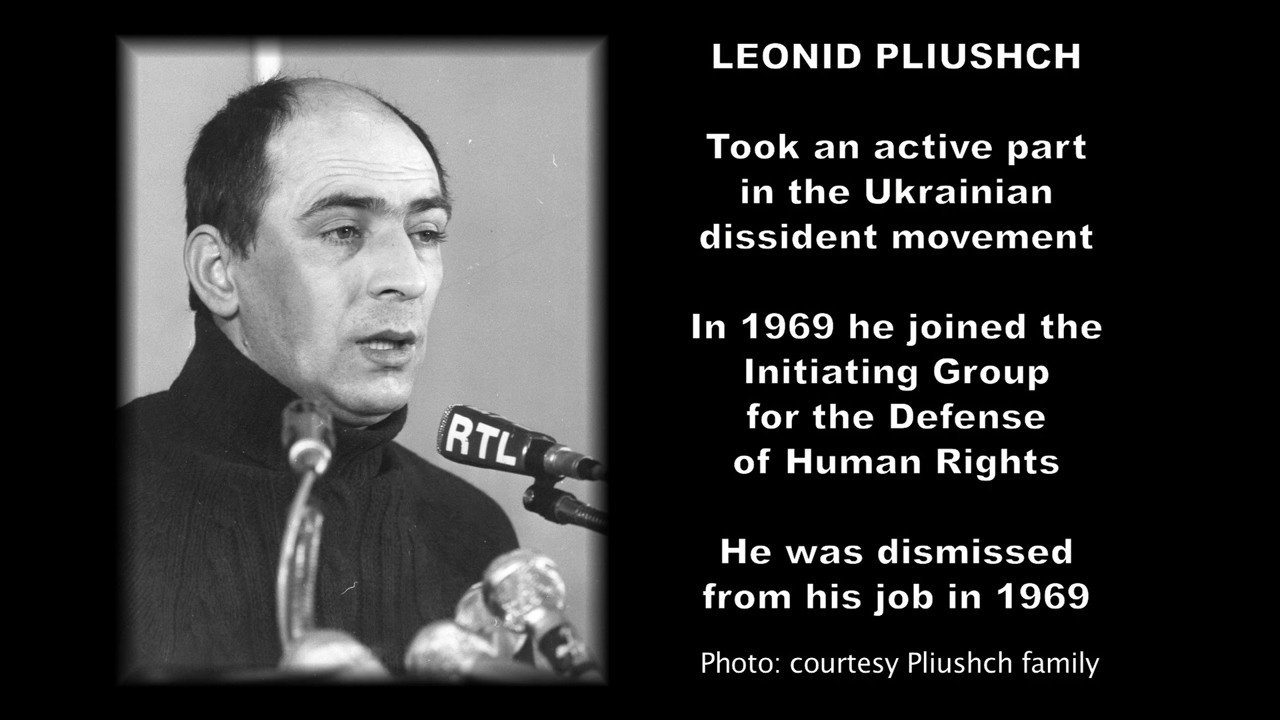 LEONID PLIUSHCH
Took an active part
in the Ukrainian
dissident movement
In 1969 he joined the
Initiating Group
for the Defense
of Human Rights
He was dismissed
from his job in 1969
Photo: courtesy Pliushch family
RTL